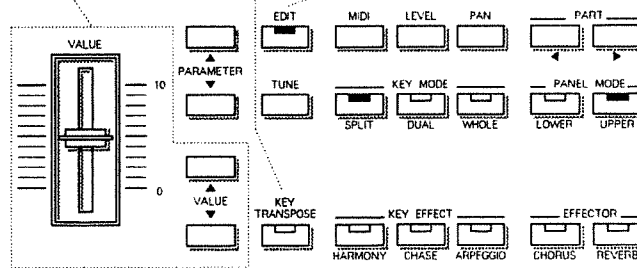 EDIT MIDI LEVEL PAN PART
VALUE
10
PARAMETER
TUNE KEY MODE PANEL MODE
SPLIT DUAL WHOLE LOWER UPPER
0
VALUE
KEY
TRANSPOSE KEY EFFECT EFFECTOR
HARMONY CHASE ARPEGGIO CHORUS REVERB